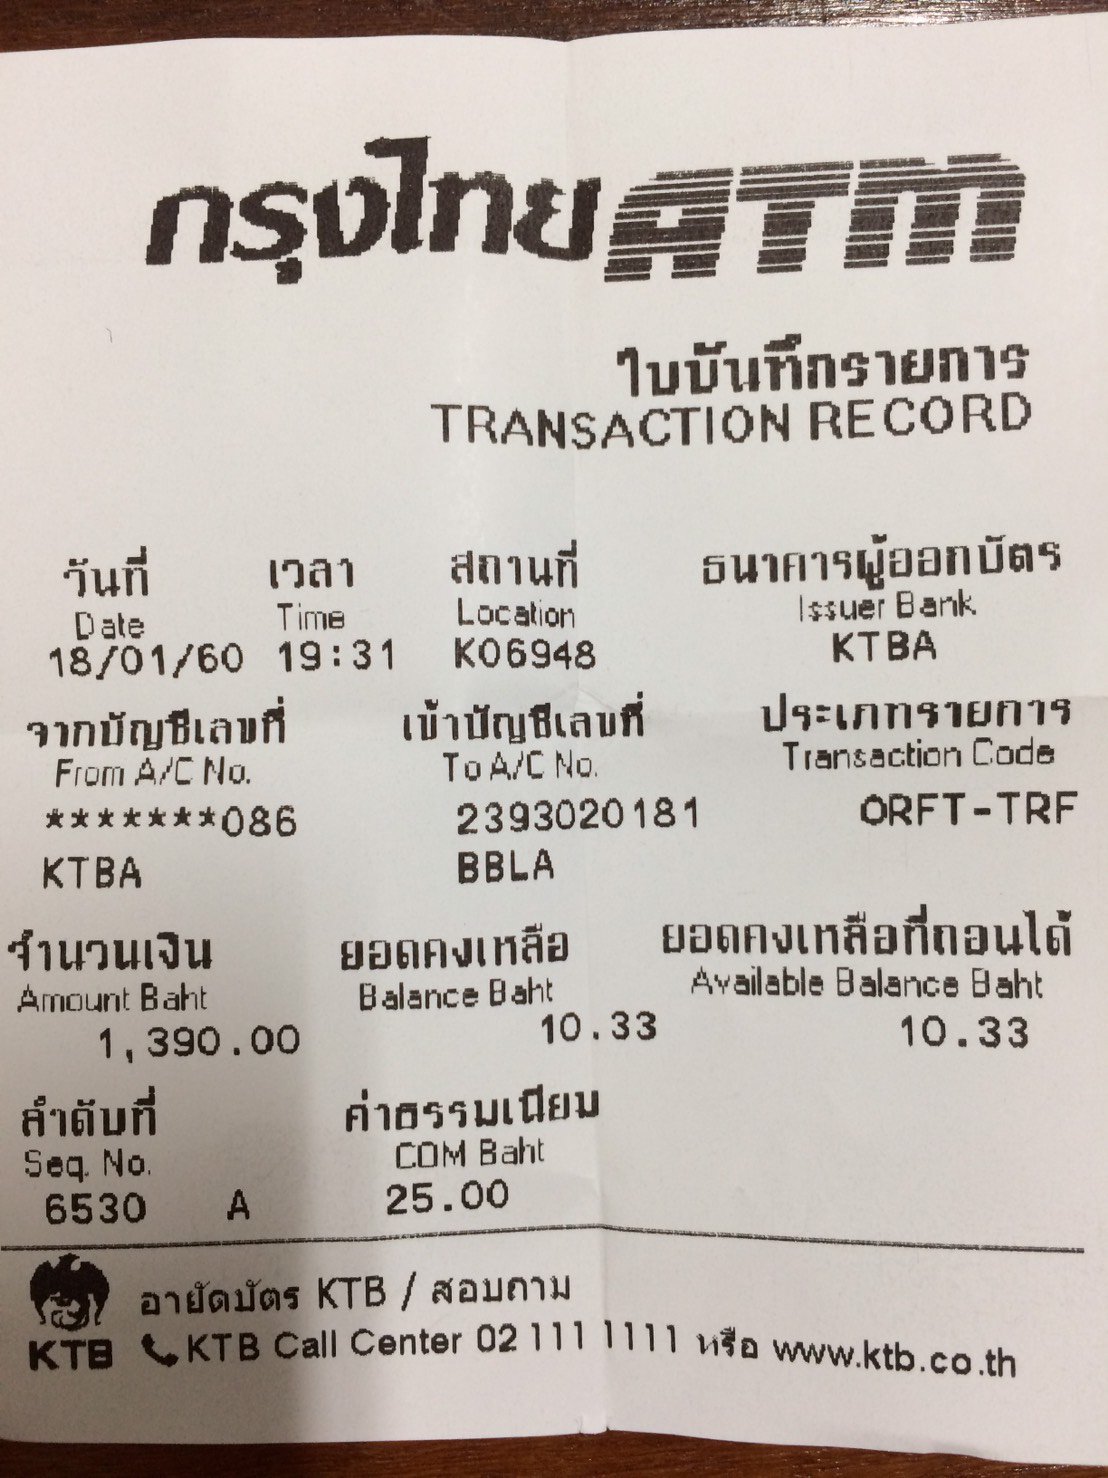 กรุงไทย ATM
ใบบันทึกรายการ
TRANSACTION RECORD
วันที่ เวลา สถานที่ ธนาคารผู้ออกบัตร
Date Time Location Issuer Bank
18/01/60 19:31 K06948 KTBA
จากบัญชีเลขที่ เข้าบัญชีเลขที่ ประเภทรายการ
From A/C No. To A/C No. Transaction Code
*******086 2393020181 ORFT-TRF
KTBA BBLA
จำนวนเงิน ยอดคงเหลือ ยอดคงเหลือที่ถอนได้
Amount Baht Balance Baht Available Balance Baht
1,390.00 10.33 10.33
ลำดับที่ ค่าธรรมเนียม
Seq. No. COM Baht
6530 A 25.00
อายัดบัตร KTB / สอบถาม
KTB KTB Call Center 02 111 1111 หรือ www.ktb.co.th